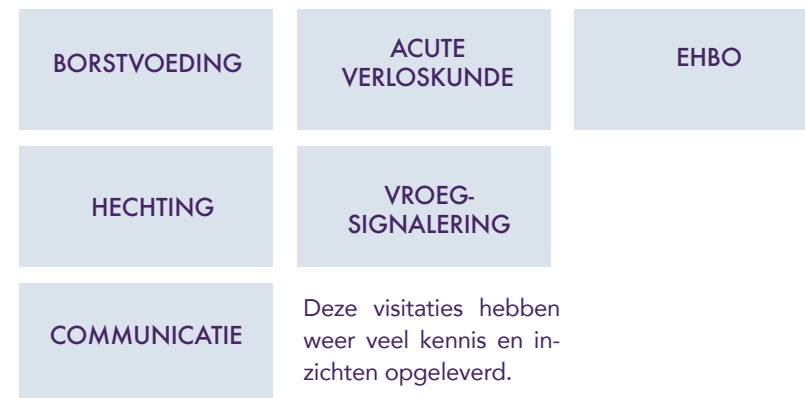 BORSTVOEDING
ACUTE
VERLOSKUNDE
EHBO
HECHTING
VROEG-
SIGNALERING
COMMUNICATIE
Deze visitaties hebben
weer veel kennis en in-
zichten opgeleverd.